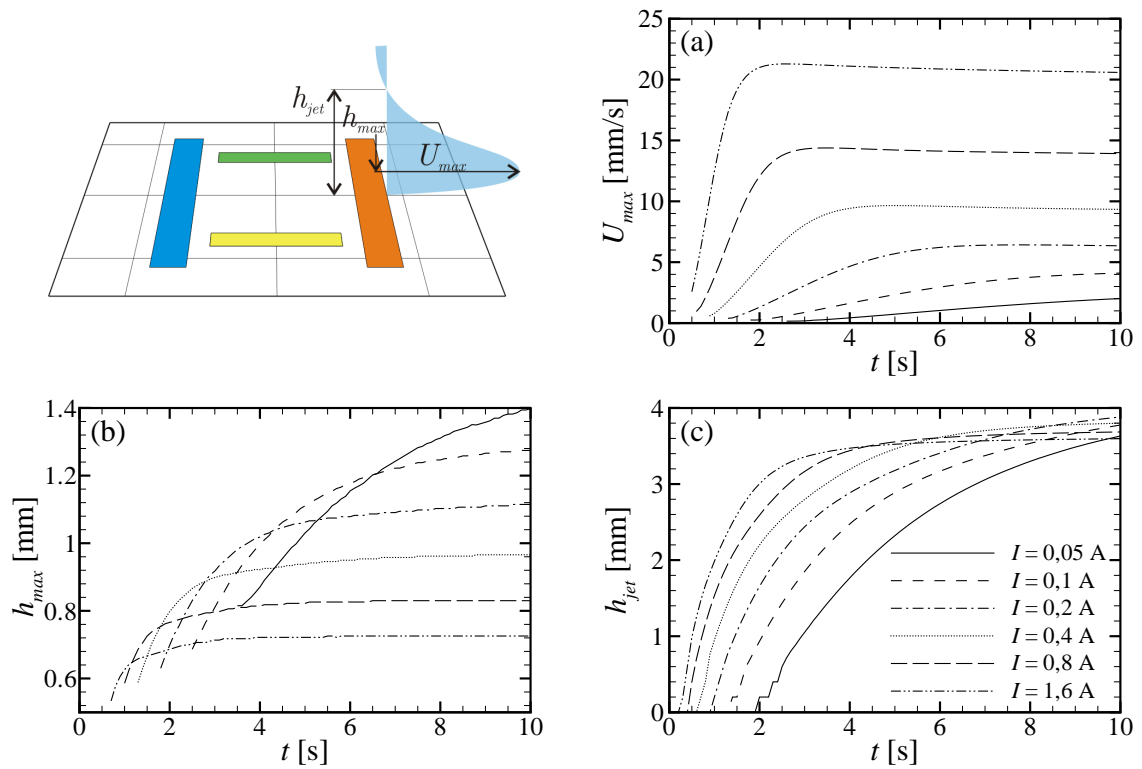 h_jet
h_max
U_max
(a)
U_max [mm/s]
25
20
15
10
5
0
0 2 4 6 8 10
t [s]
(b)
h_max [mm]
1.4
1.2
1
0.8
0.6
0 2 4 6 8 10
t [s]
(c)
h_jet [mm]
4
3
2
1
0
0 2 4 6 8 10
t [s]
I = 0,05 A
I = 0,1 A
I = 0,2 A
I = 0,4 A
I = 0,8 A
I = 1,6 A